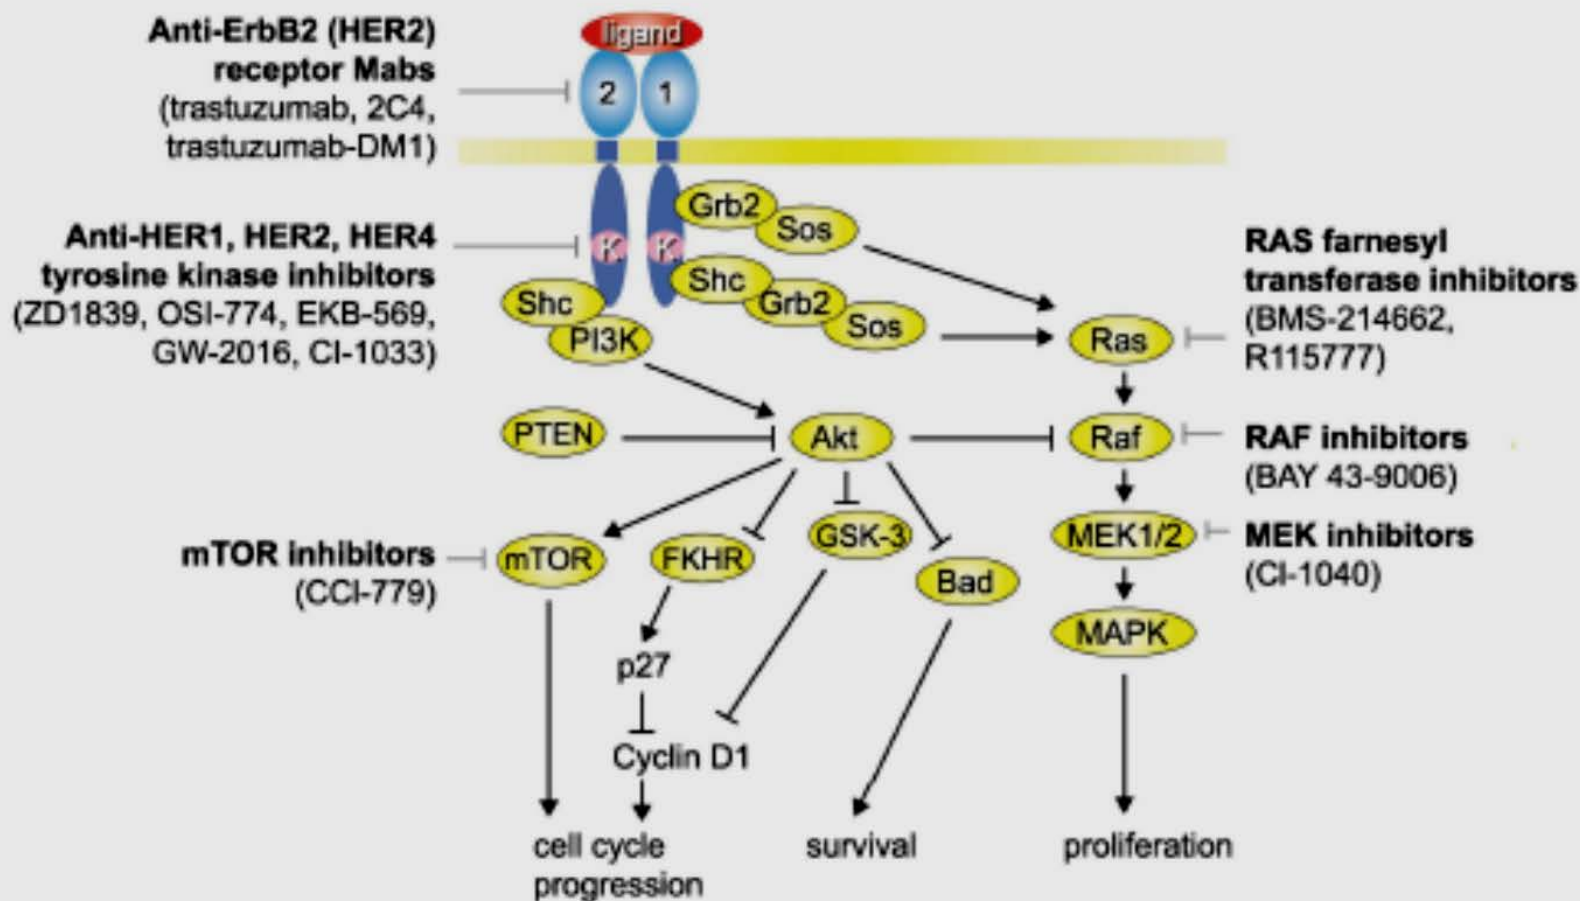 Anti-ErbB2 (HER2)
receptor Mabs
(trastuzumab, 2C4,
trastuzumab-DM1)
ligand
2
1
Anti-HER1, HER2, HER4
tyrosine kinase inhibitors
(ZD1839, OSI-774, EKB-569,
GW-2016, CI-1033)
K
K
Grb2
Sos
Shc
Grb2
Sos
Shc
PI3K
RAS farnesyl
transferase inhibitors
(BMS-214662,
R115777)
Ras
PTEN
Akt
Raf
RAF inhibitors
(BAY 43-9006)
mTOR inhibitors
(CCI-779)
mTOR
FKHR
GSK-3
Bad
MEK1/2
MEK inhibitors
(CI-1040)
MAPK
p27
Cyclin D1
cell cycle
progression
survival
proliferation